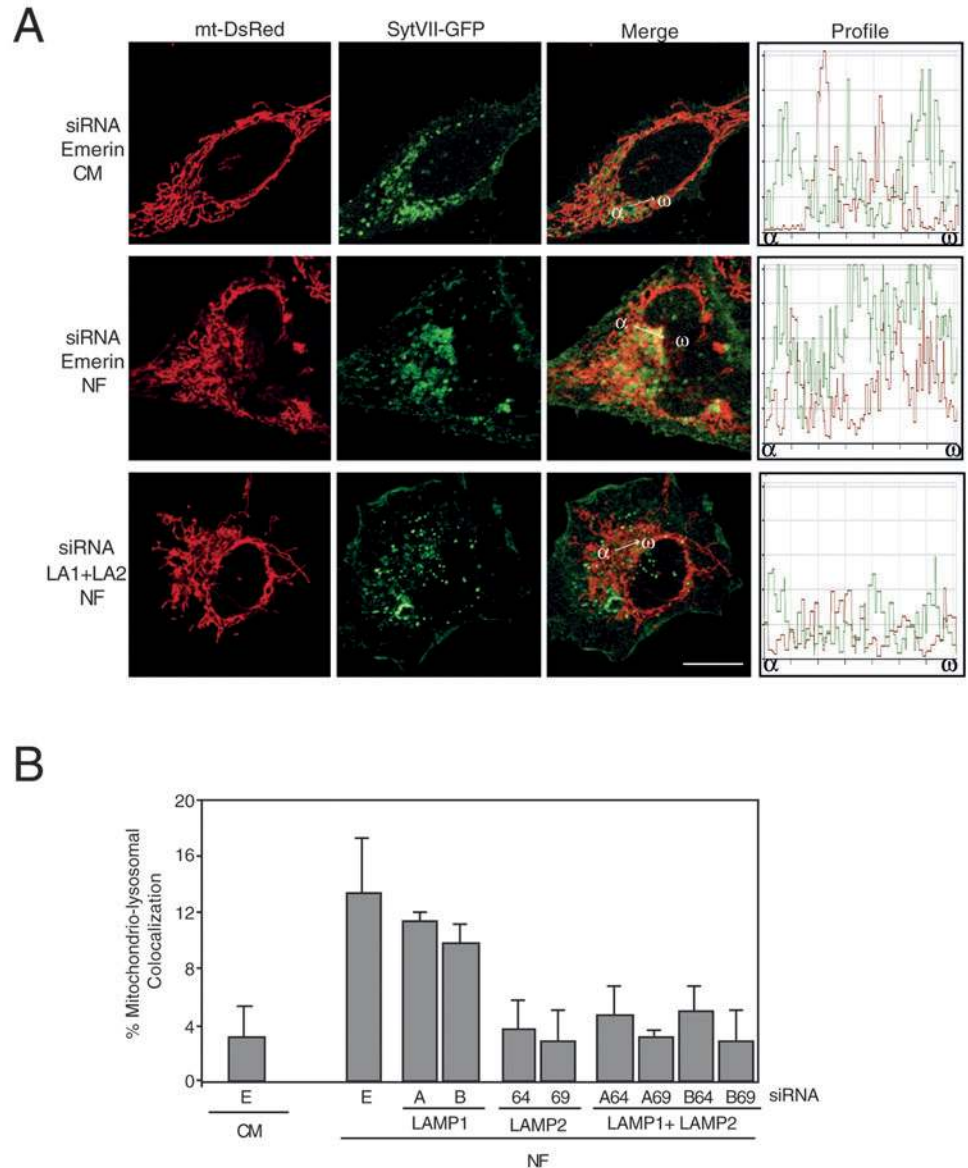 A
mt-DsRed SytVII-GFP Merge Profile
siRNA
Emerin
CM
α ω
α ω
siRNA
Emerin
NF
α ω
α ω
siRNA
LA1+LA2
NF
α ω
α ω
B
% Mitochondrio-lysosomal
Colocalization
20
16
12
8
4
0
E E A B 64 69 A64 A69 B64 B69 siRNA
LAMP1 LAMP2 LAMP1+ LAMP2
CM
NF